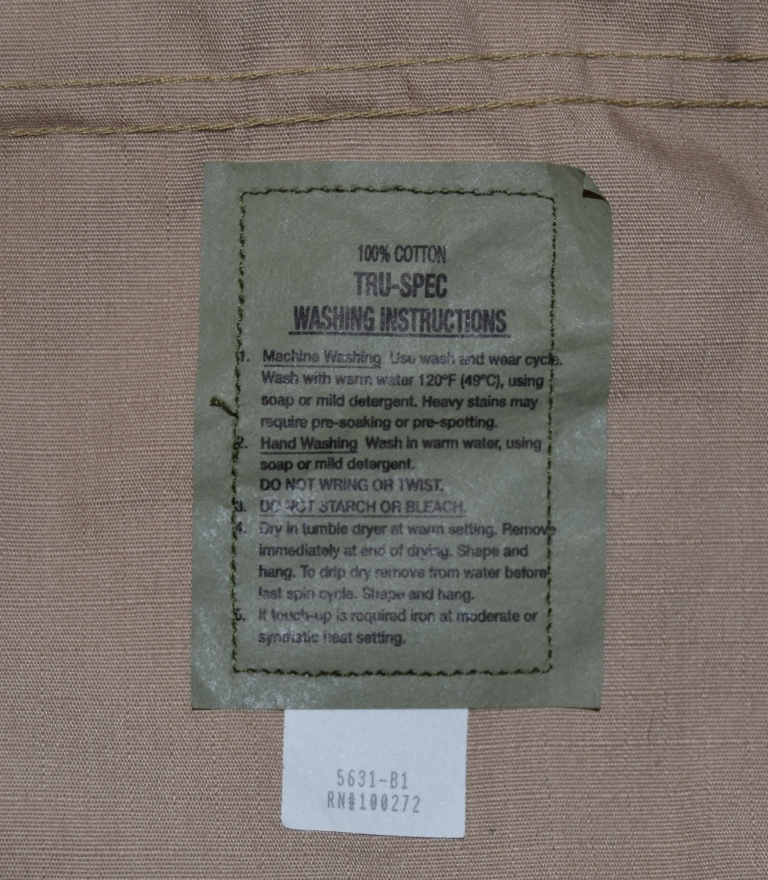 100% COTTON
TRU-SPEC
WASHING INSTRUCTIONS
1. Machine Washing Use wash and wear cycle.
Wash with warm water 120°F (49°C), using
soap or mild detergent. Heavy stains may
require pre-soaking or pre-spotting.
2. Hand Washing Wash in warm water, using
soap or mild detergent.
DO NOT WRING OR TWIST.
3. DO NOT STARCH OR BLEACH.
4. Dry in tumble dryer at warm setting. Remove
immediately at end of drying. Shape and
hang. To drip dry remove from water before
last spin cycle. Shape and hang.
5. If touch-up is required iron at moderate or
synthatic heat setting.
5631-B1
RN#100272